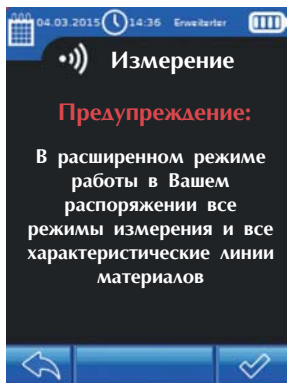 04.03.2015 14:36 Erweiterter
Измерение
Предупреждение:
В расширенном режиме
работы в Вашем
распоряжении все
режимы измерения и все
характеристические линии
материалов